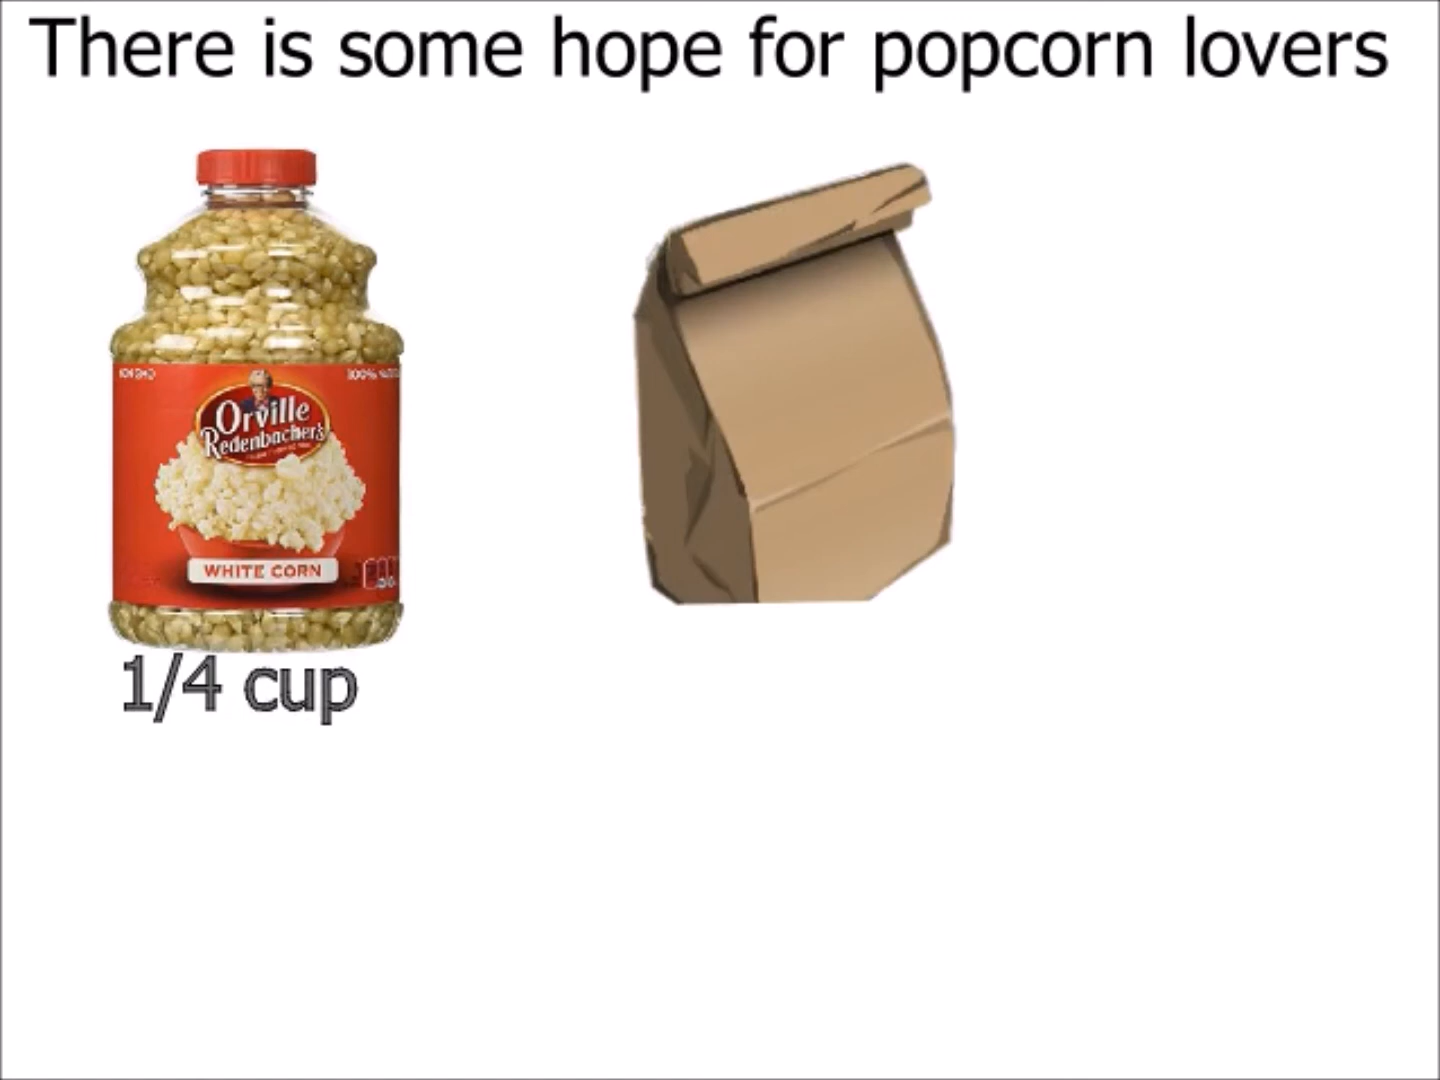 There is some hope for popcorn lovers
Orville
Redenbacher's
WHITE CORN
1/4 cup